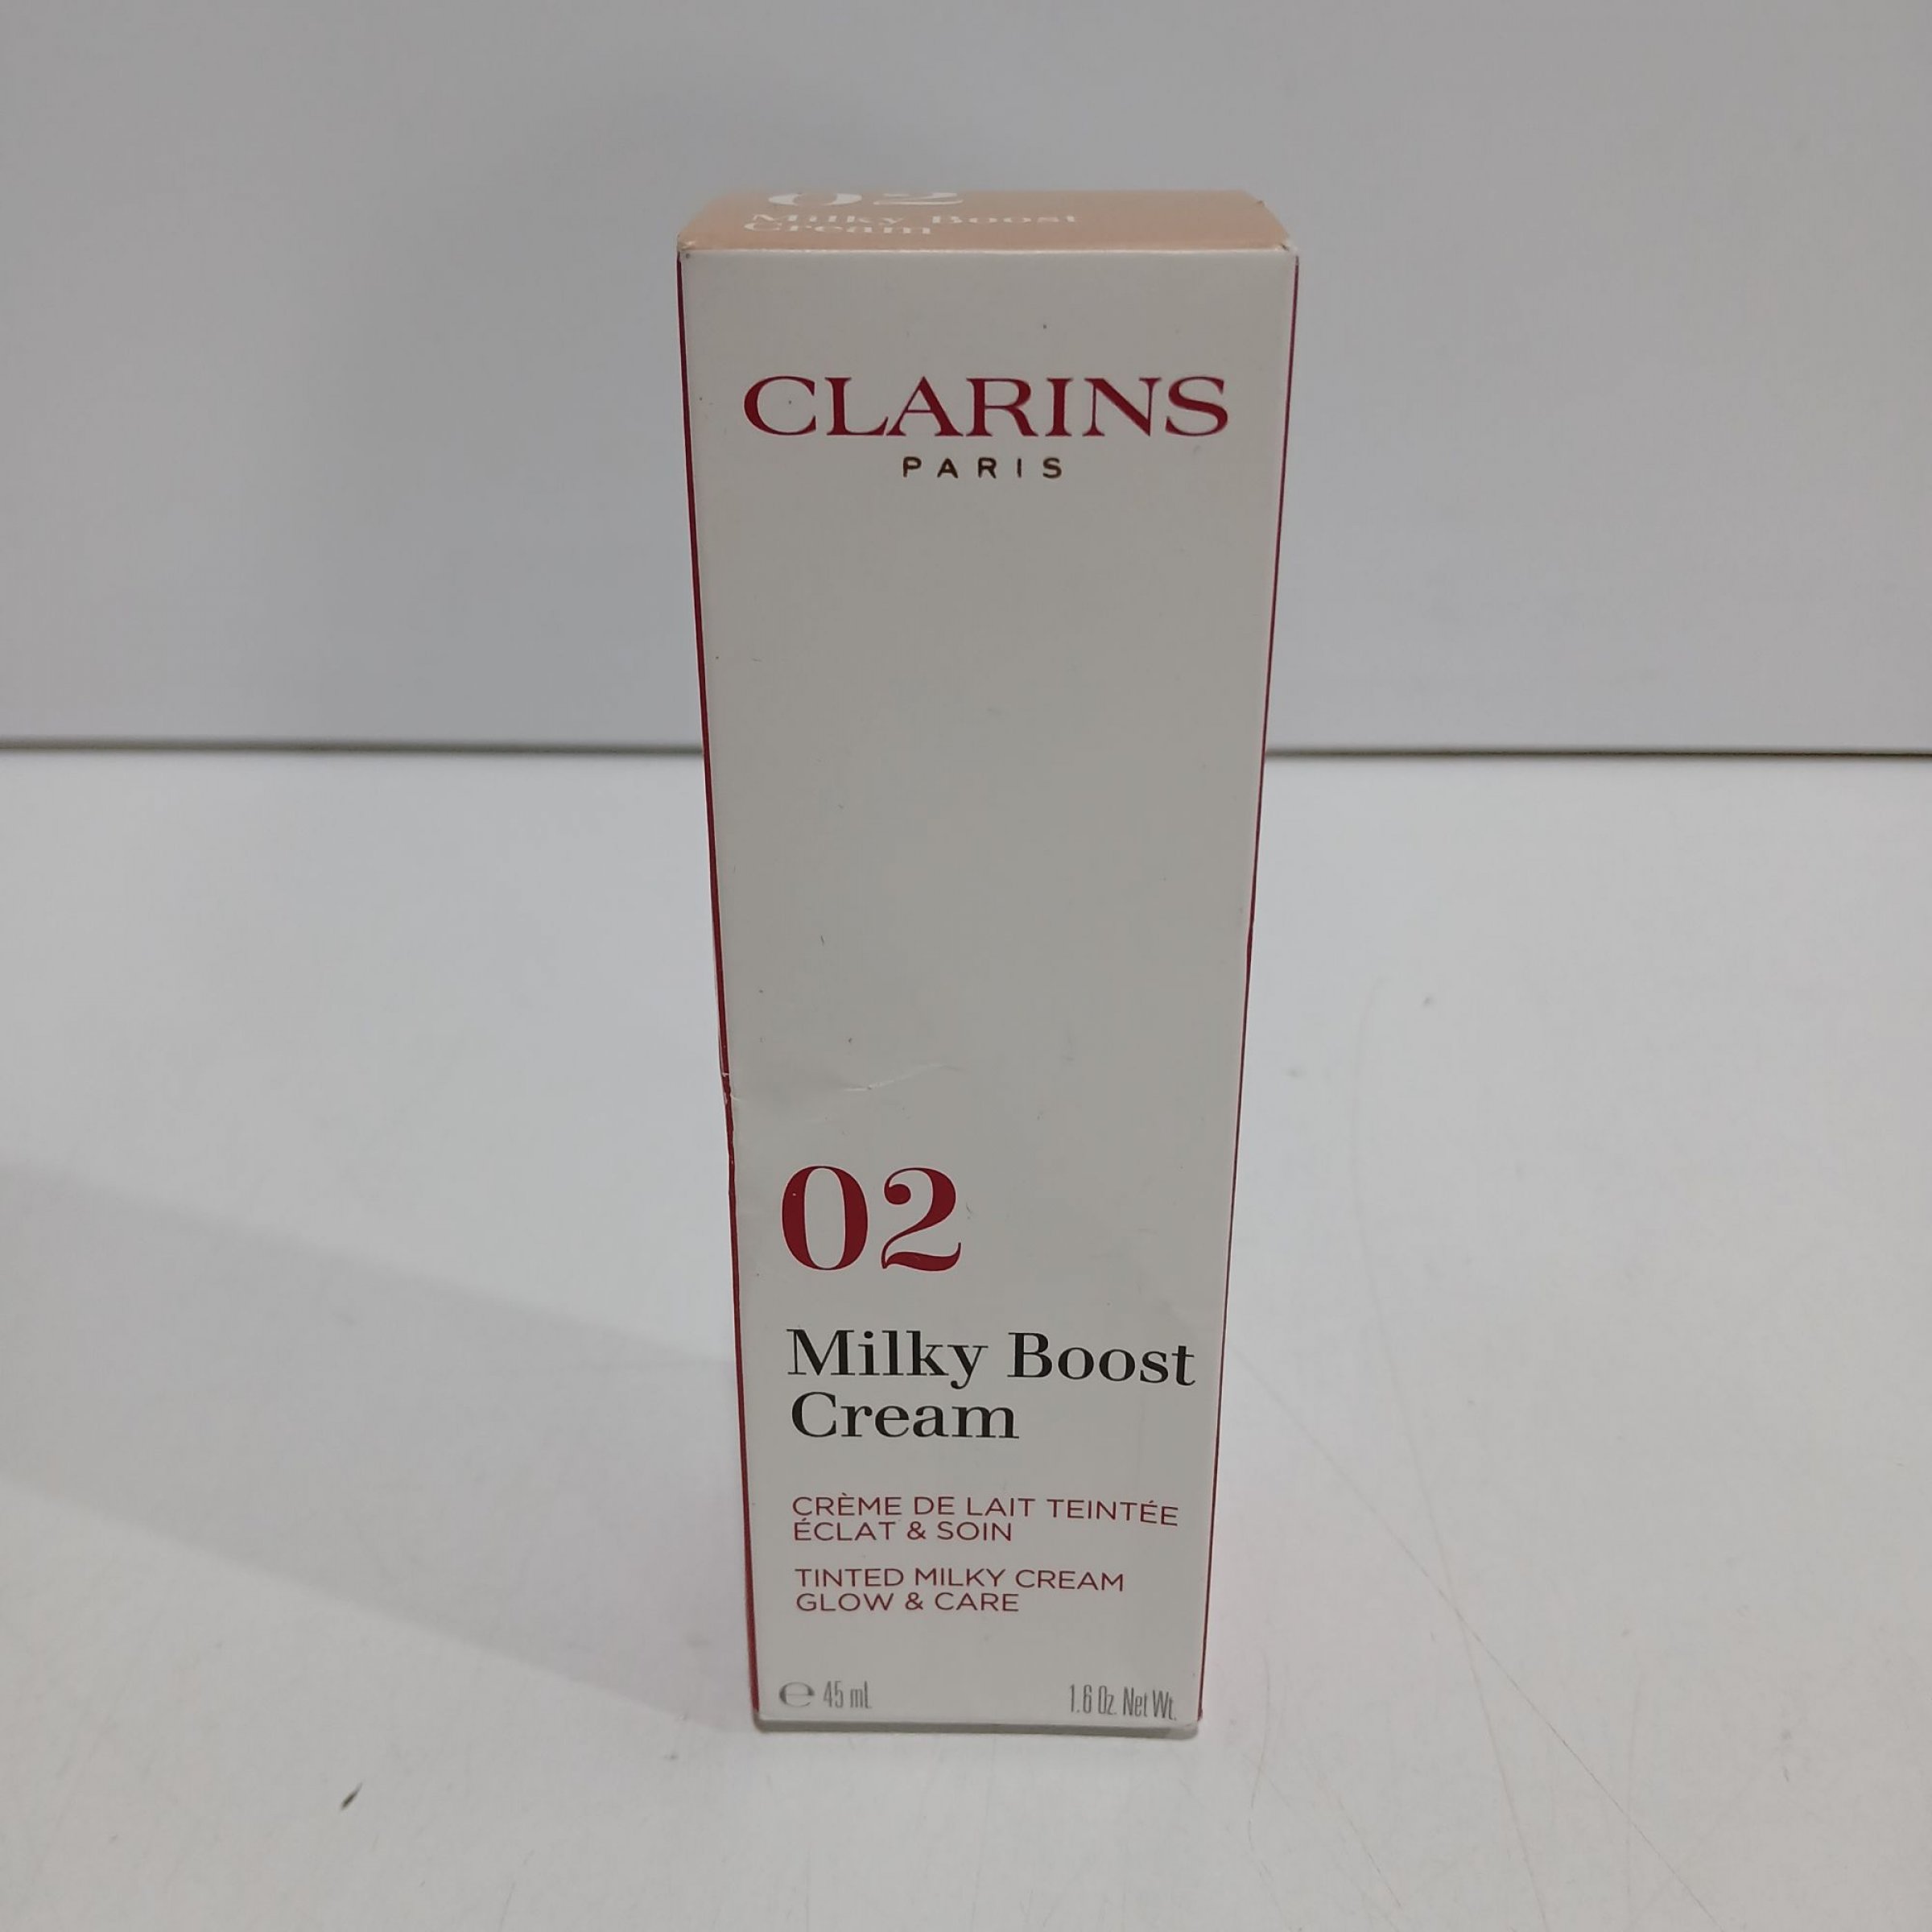 02
Milky Boost
Cream
CLARINS
PARIS
02
Milky Boost
Cream
CRÈME DE LAIT TEINTÉE
ÉCLAT & SOIN
TINTED MILKY CREAM
GLOW & CARE
℮ 45 mL 1.6 Oz. Net Wt.